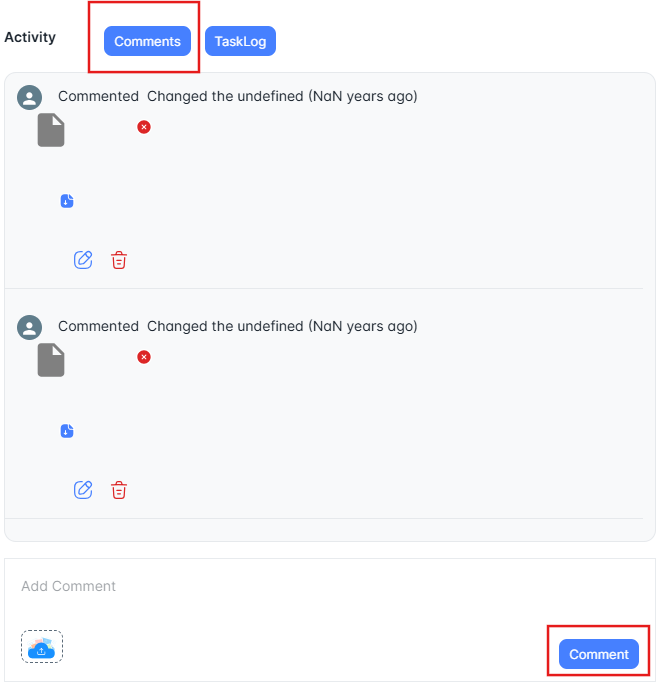 Activity
Comments
TaskLog
Commented Changed the undefined (NaN years ago)
Commented Changed the undefined (NaN years ago)
Add Comment
Comment